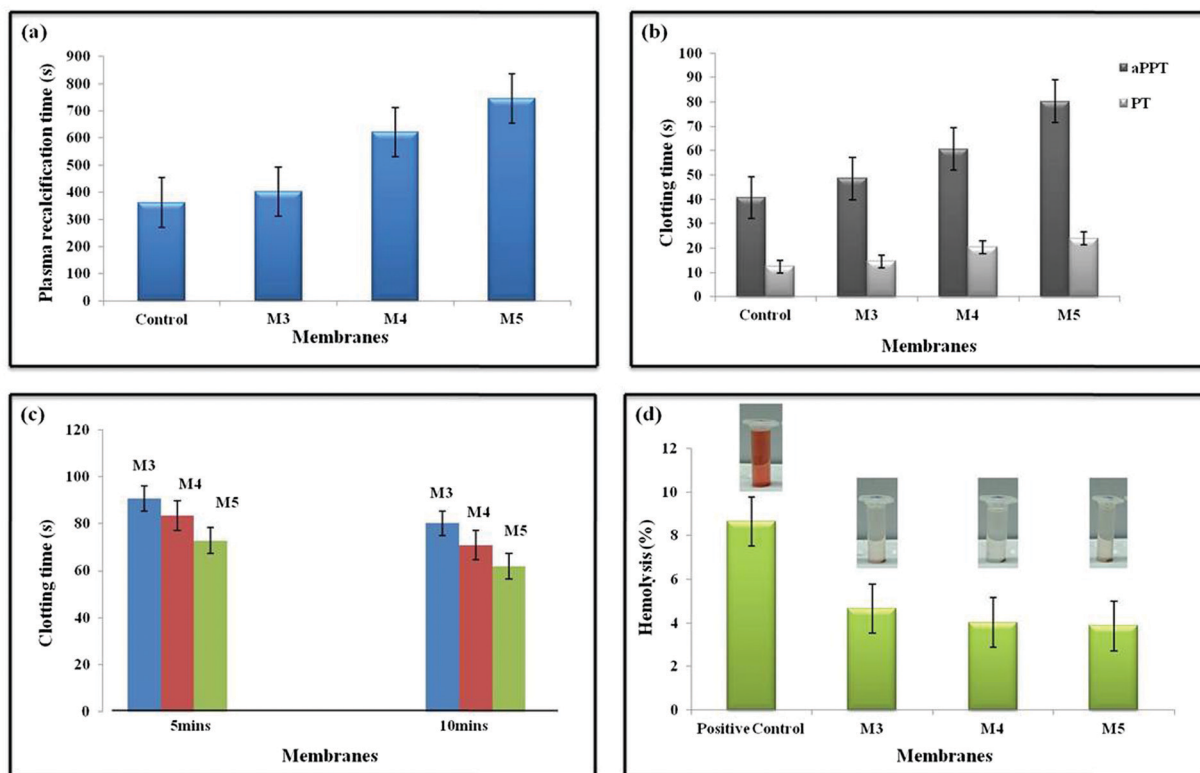 (a)
Plasma recalcification time (s)
900
800
700
600
500
400
300
200
100
0
Control M3 M4 M5
Membranes
(b)
Clotting time (s)
100
90
80
70
60
50
40
30
20
10
0
aPPT
PT
Control M3 M4 M5
Membranes
(c)
Clotting time (s)
120
100
80
60
40
20
0
M3
M4
M5
M3
M4
M5
5mins 10mins
Membranes
(d)
Hemolysis (%)
12
10
8
6
4
2
0
Positive Control M3 M4 M5
Membranes